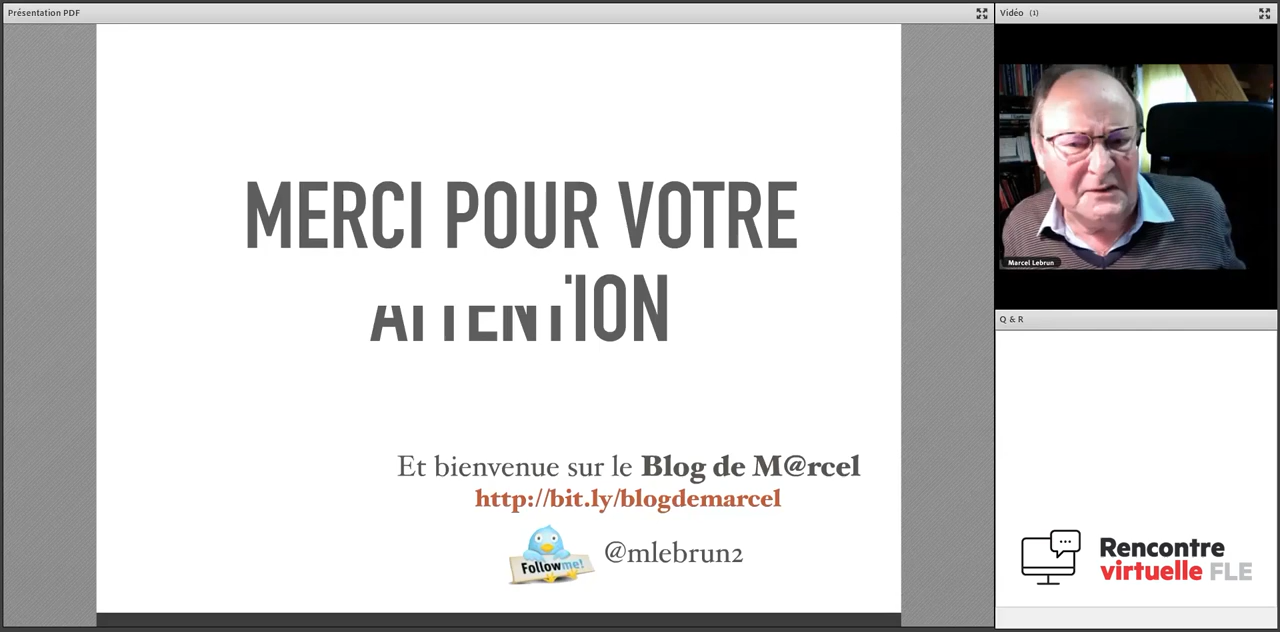 Présentation PDF
MERCI POUR VOTRE
ATTENTION
Et bienvenue sur le Blog de M@rcel
http://bit.ly/blogdemarcel
Followme!
@mlebrun2
Vidéo (1)
Marcel Lebrun
Q & R
Rencontre
virtuelle FLE